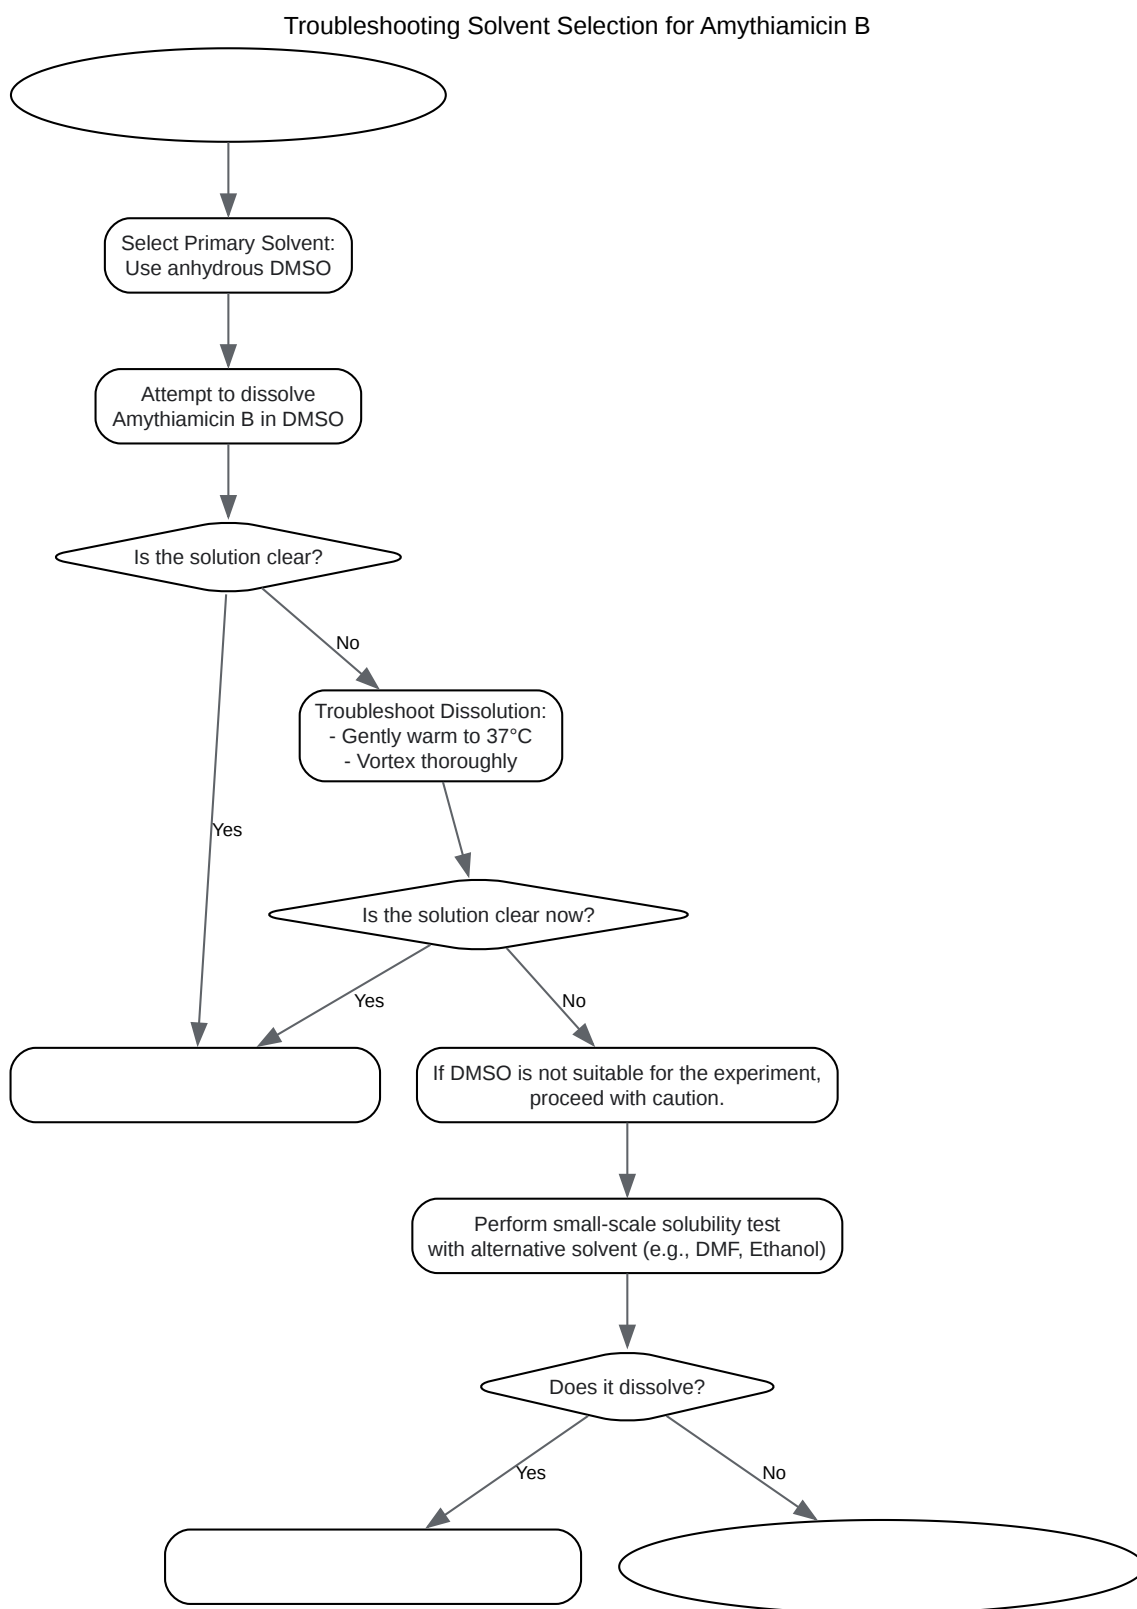 Troubleshooting Solvent Selection for Amythiamicin B
Select Primary Solvent:
Use anhydrous DMSO
Attempt to dissolve
Amythiamicin B in DMSO
Is the solution clear?
No
Troubleshoot Dissolution:
- Gently warm to 37°C
- Vortex thoroughly
Yes
Is the solution clear now?
Yes
No
If DMSO is not suitable for the experiment,
proceed with caution.
Perform small-scale solubility test
with alternative solvent (e.g., DMF, Ethanol)
Does it dissolve?
Yes
No